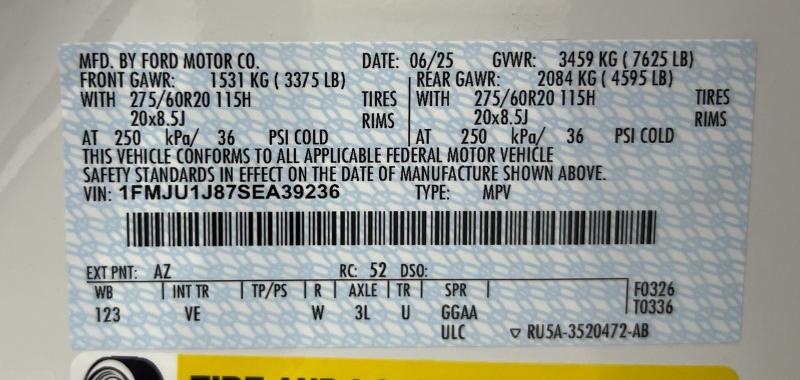 MFD. BY FORD MOTOR CO. DATE: 06/25 GVWR: 3459 KG ( 7625 LB)
FRONT GAWR: 1531 KG ( 3375 LB) REAR GAWR: 2084 KG ( 4595 LB)
WITH 275/60R20 115H TIRES WITH 275/60R20 115H TIRES
20x8.5J RIMS 20x8.5J RIMS
AT 250 kPa/ 36 PSI COLD AT 250 kPa/ 36 PSI COLD
THIS VEHICLE CONFORMS TO ALL APPLICABLE FEDERAL MOTOR VEHICLE
SAFETY STANDARDS IN EFFECT ON THE DATE OF MANUFACTURE SHOWN ABOVE.
VIN: 1FMJU1J87SEA39236 TYPE: MPV
EXT PNT: AZ RC: 52 DSO:
WB INT TR TP/PS R AXLE TR SPR F0326
123 VE W 3L U GGAA T0336
ULC ▽ RU5A-3520472-AB